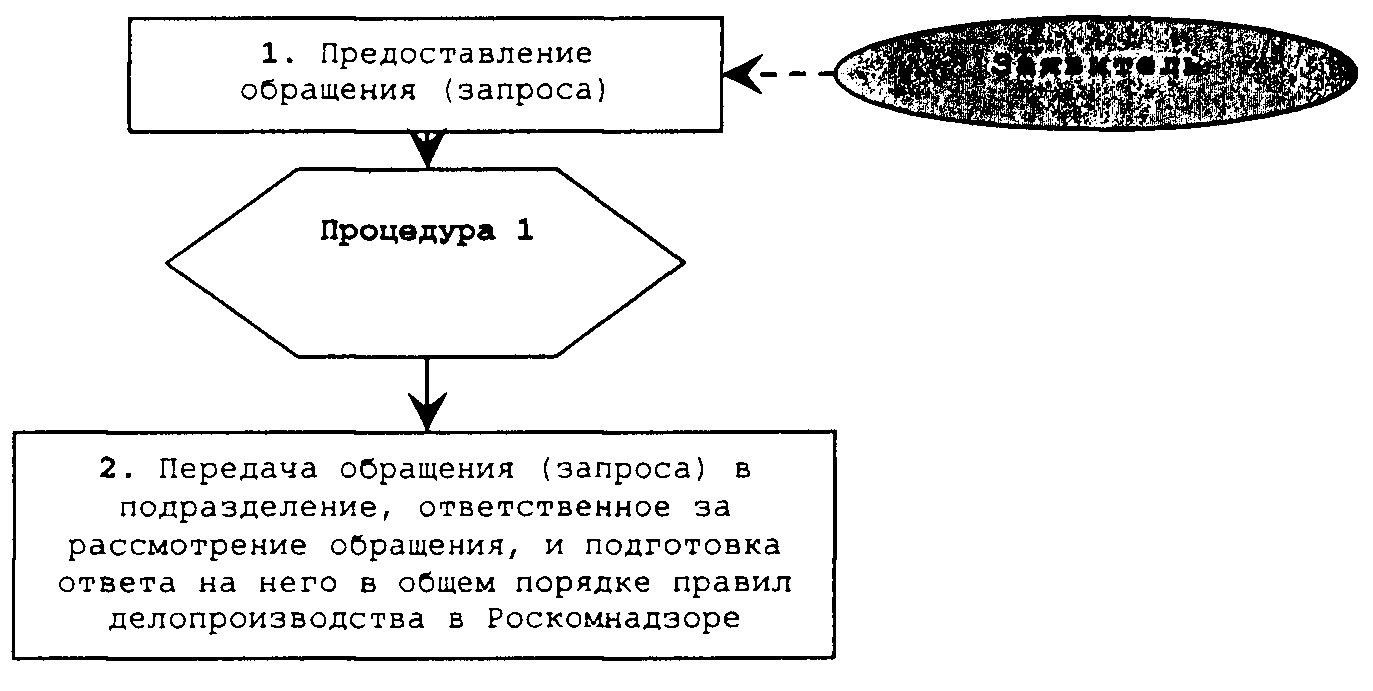 1. Предоставление
обращения (запроса)
Заявитель
Процедура 1
2. Передача обращения (запроса) в
подразделение, ответственное за
рассмотрение обращения, и подготовка
ответа на него в общем порядке правил
делопроизводства в Роскомнадзоре